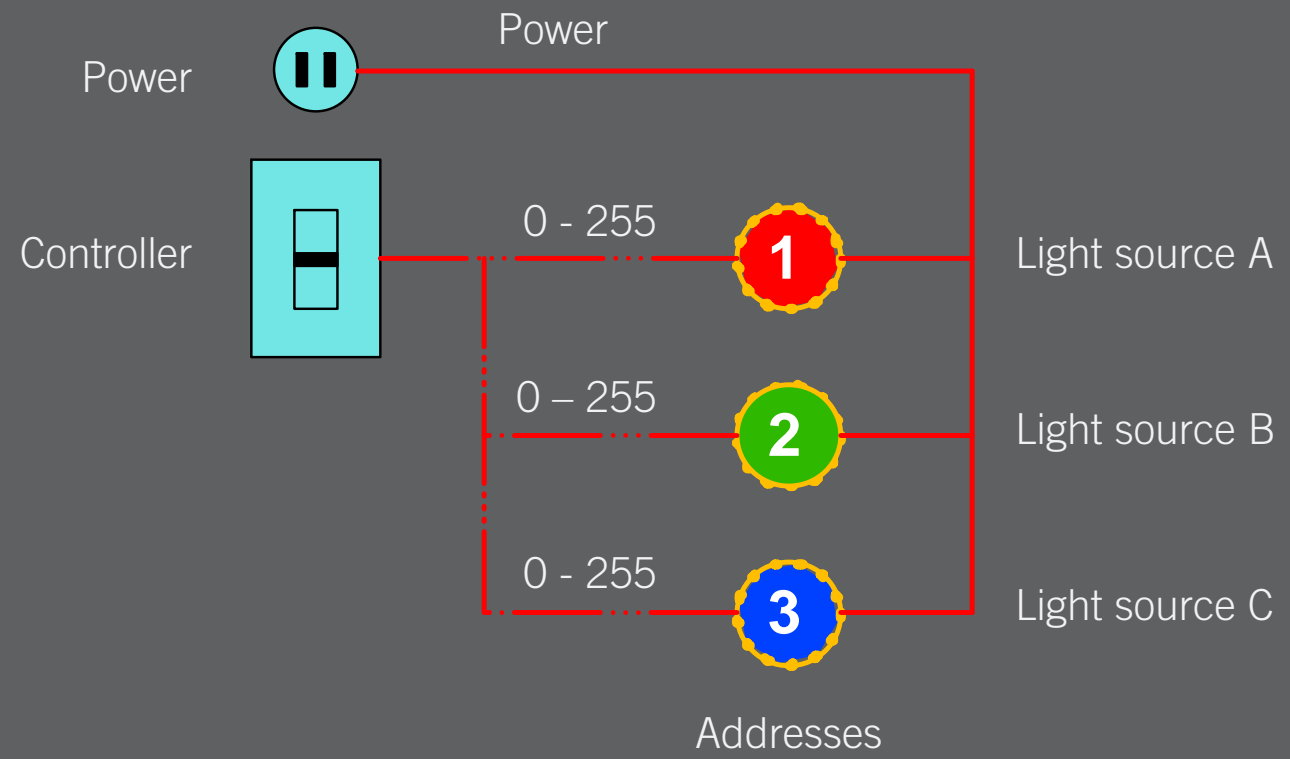 Power
Power
Controller
0 - 255
1
Light source A
0 – 255
2
Light source B
0 - 255
3
Light source C
Addresses